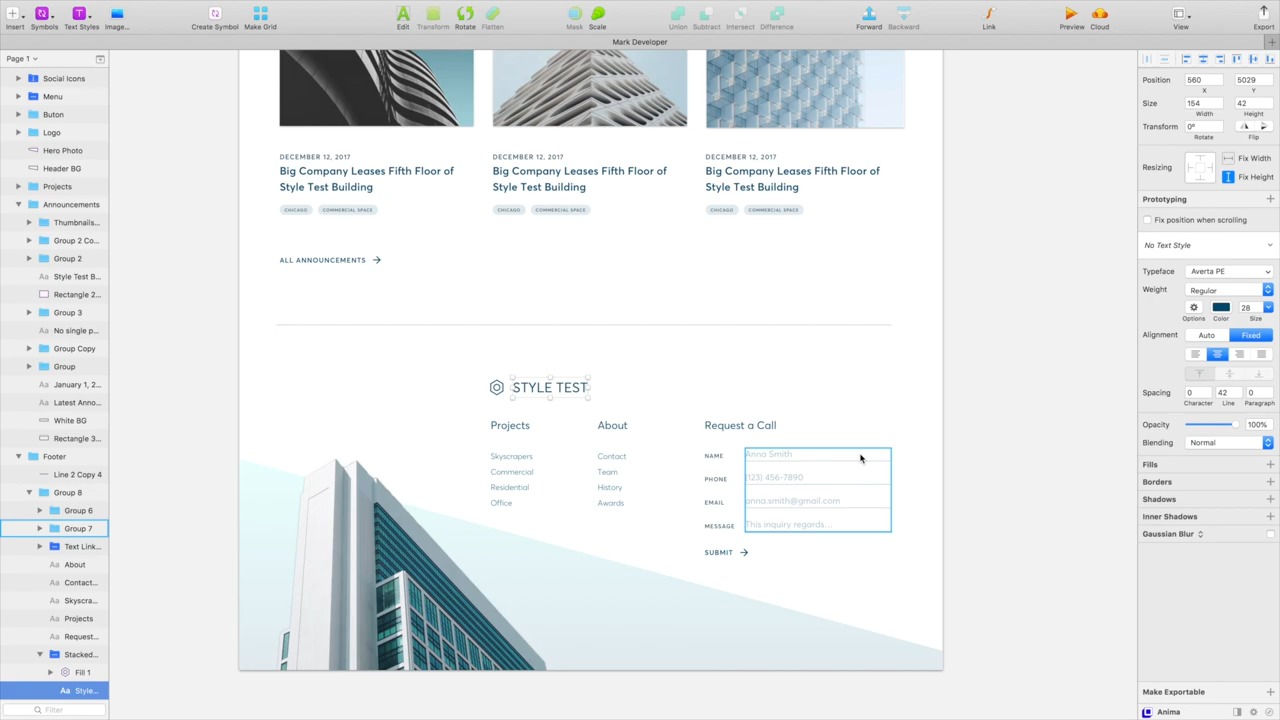 Insert
Symbols
Text Styles
Image...
Create Symbol
Make Grid
Edit
Transform
Rotate
Flatten
Mask
Scale
Union
Subtract
Intersect
Difference
Forward
Backward
Link
Preview
Cloud
View
Export
Mark Developer
Page 1
Social Icons
Menu
Buton
Logo
Hero Photo
Header BG
Projects
Announcements
Thumbnails...
Group 2 Co...
Group 2
Aa Style Test B...
Rectangle 2...
Group 3
Aa No single p...
Group Copy
Group
Aa January 1, 2...
Aa Latest Anno...
White BG
Rectangle 3...
Footer
Line 2 Copy 4
Group 8
Group 6
Group 7
Text Link...
Aa About
Aa Contact...
Aa Skyscra...
Aa Projects
Aa Request...
Stacked...
Fill 1
Aa Style...
Filter
DECEMBER 12, 2017
Big Company Leases Fifth Floor of
Style Test Building
CHICAGO COMMERCIAL SPACE
DECEMBER 12, 2017
Big Company Leases Fifth Floor of
Style Test Building
CHICAGO COMMERCIAL SPACE
DECEMBER 12, 2017
Big Company Leases Fifth Floor of
Style Test Building
CHICAGO COMMERCIAL SPACE
ALL ANNOUNCEMENTS
STYLE TEST
Projects
Skyscrapers
Commercial
Residential
Office
About
Contact
Team
History
Awards
Request a Call
NAME Anna Smith
PHONE (123) 456-7890
EMAIL anna.smith@gmail.com
MESSAGE This inquiry regards...
SUBMIT
Position 560 5029
X Y
Size 154 42
Width Height
Transform 0°
Rotate Flip
Resizing Fix Width
Fix Height
Prototyping
Fix position when scrolling
No Text Style
Typeface Averta PE
Weight Regular
28
Options Color Size
Alignment Auto Fixed
Spacing 0 42 0
Character Line Paragraph
Opacity 100%
Blending Normal
Fills
Borders
Shadows
Inner Shadows
Gaussian Blur
Make Exportable
Anima